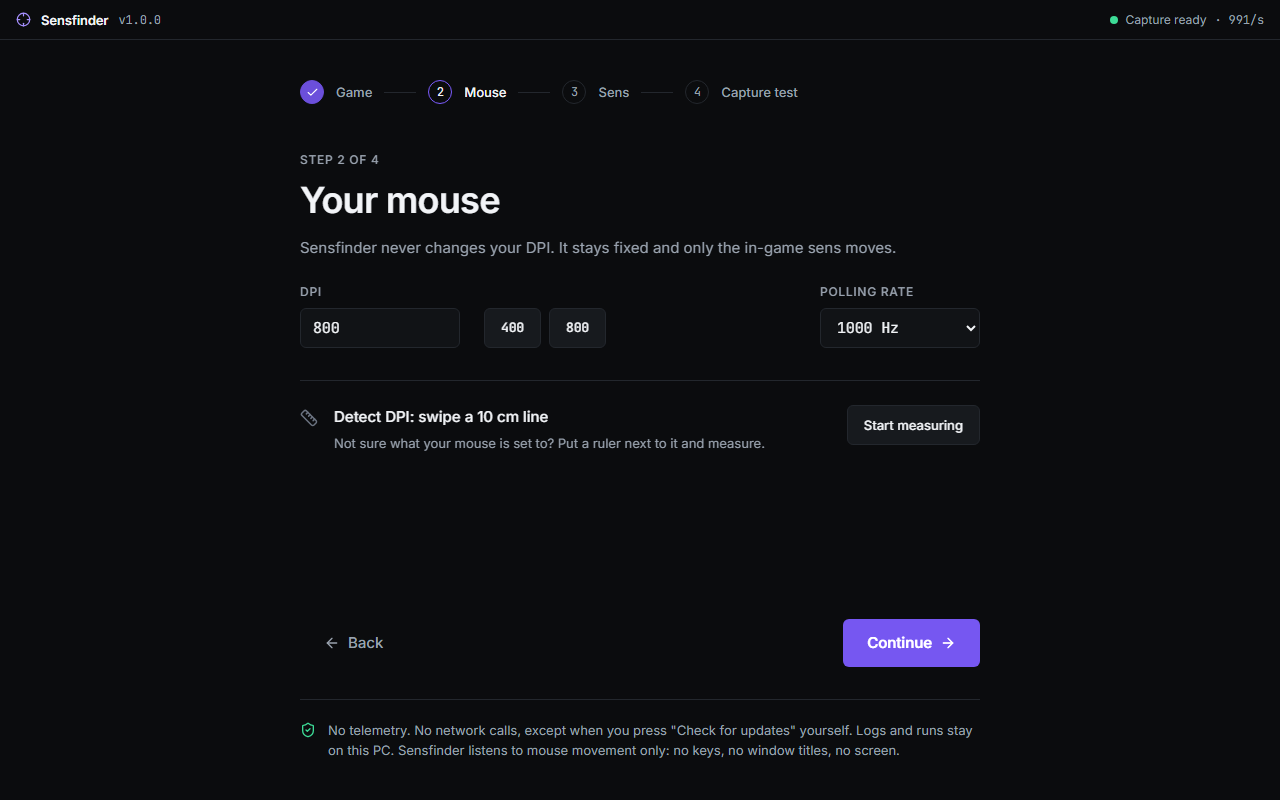 Sensfinder v1.0.0
Capture ready · 991/s
Game
2 Mouse
3 Sens
4 Capture test
STEP 2 OF 4
Your mouse
Sensfinder never changes your DPI. It stays fixed and only the in-game sens moves.
DPI
POLLING RATE
800
400
800
1000 Hz
Detect DPI: swipe a 10 cm line
Not sure what your mouse is set to? Put a ruler next to it and measure.
Start measuring
Back
Continue
No telemetry. No network calls, except when you press "Check for updates" yourself. Logs and runs stay
on this PC. Sensfinder listens to mouse movement only: no keys, no window titles, no screen.